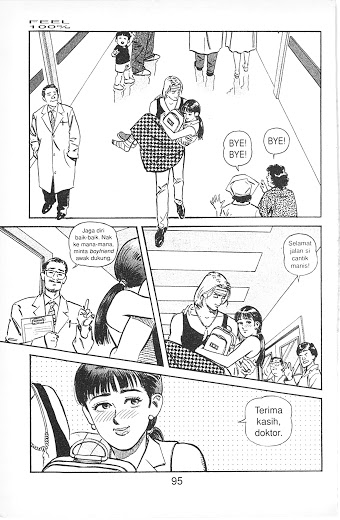 FEEL
100%
BYE!
BYE!
BYE!
Jaga diri
baik-baik. Nak
ke mana-mana,
minta boyfriend
awak dukung.
Selamat
jalan si
cantik
manis!
Terima
kasih,
doktor.
95